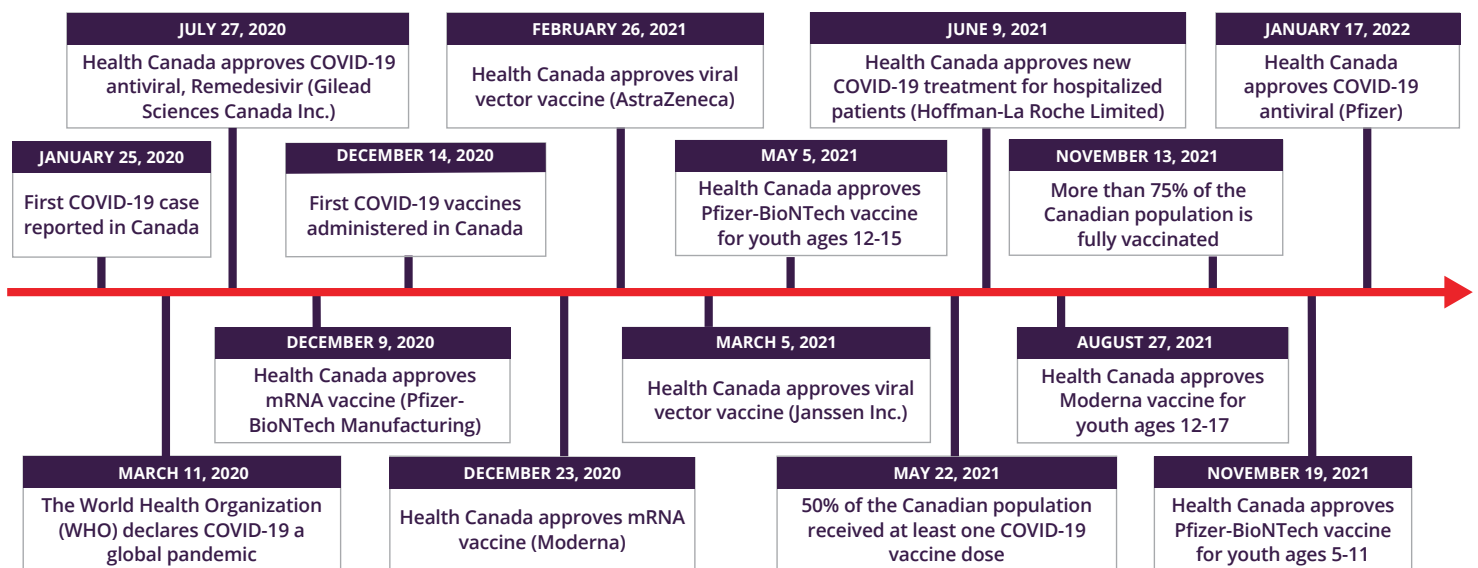 JULY 27, 2020
Health Canada approves COVID-19
antiviral, Remedesivir (Gilead
Sciences Canada Inc.)
FEBRUARY 26, 2021
Health Canada approves viral
vector vaccine (AstraZeneca)
JUNE 9, 2021
Health Canada approves new
COVID-19 treatment for hospitalized
patients (Hoffman-La Roche Limited)
JANUARY 17, 2022
Health Canada
approves COVID-19
antiviral (Pfizer)
JANUARY 25, 2020
First COVID-19 case
reported in Canada
DECEMBER 14, 2020
First COVID-19 vaccines
administered in Canada
MAY 5, 2021
Health Canada approves
Pfizer-BioNTech vaccine
for youth ages 12-15
NOVEMBER 13, 2021
More than 75% of the
Canadian population is
fully vaccinated
DECEMBER 9, 2020
Health Canada approves
mRNA vaccine (Pfizer-
BioNTech Manufacturing)
MARCH 5, 2021
Health Canada approves viral
vector vaccine (Janssen Inc.)
AUGUST 27, 2021
Health Canada approves
Moderna vaccine for
youth ages 12-17
MARCH 11, 2020
The World Health Organization
(WHO) declares COVID-19 a
global pandemic
DECEMBER 23, 2020
Health Canada approves mRNA
vaccine (Moderna)
MAY 22, 2021
50% of the Canadian population
received at least one COVID-19
vaccine dose
NOVEMBER 19, 2021
Health Canada approves
Pfizer-BioNTech vaccine
for youth ages 5-11